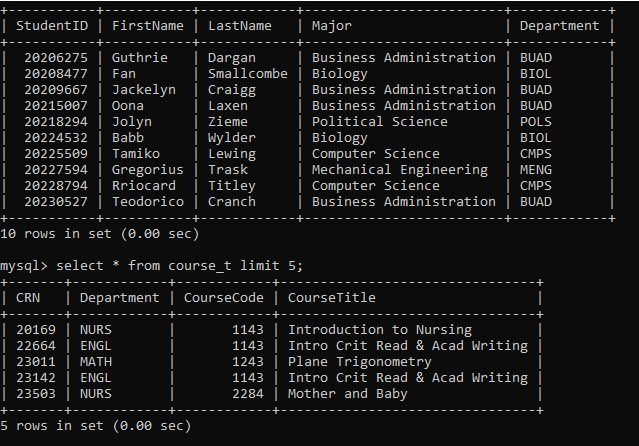 +-----------+-----------+------------+-------------------------+------------+
| StudentID | FirstName | LastName   | Major                   | Department |
+-----------+-----------+------------+-------------------------+------------+
|  20206275 | Guthrie   | Dargan     | Business Administration | BUAD       |
|  20208477 | Fan       | Smallcombe | Biology                 | BIOL       |
|  20209667 | Jackelyn  | Craigg     | Business Administration | BUAD       |
|  20215007 | Oona      | Laxen      | Business Administration | BUAD       |
|  20218294 | Jolyn     | Zieme      | Political Science       | POLS       |
|  20224532 | Babb      | Wylder     | Biology                 | BIOL       |
|  20225509 | Tamiko    | Lewing     | Computer Science        | CMPS       |
|  20227594 | Gregorius | Trask      | Mechanical Engineering  | MENG       |
|  20228794 | Rriocard  | Titley     | Computer Science        | CMPS       |
|  20230527 | Teodorico | Cranch     | Business Administration | BUAD       |
+-----------+-----------+------------+-------------------------+------------+
10 rows in set (0.00 sec)
mysql> select * from course_t limit 5;
+-------+------------+------------+--------------------------------+
| CRN   | Department | CourseCode | CourseTitle                    |
+-------+------------+------------+--------------------------------+
| 20169 | NURS       |       1143 | Introduction to Nursing        |
| 22664 | ENGL       |       1143 | Intro Crit Read & Acad Writing |
| 23011 | MATH       |       1243 | Plane Trigonometry             |
| 23142 | ENGL       |       1143 | Intro Crit Read & Acad Writing |
| 23503 | NURS       |       2284 | Mother and Baby                |
+-------+------------+------------+--------------------------------+
5 rows in set (0.00 sec)